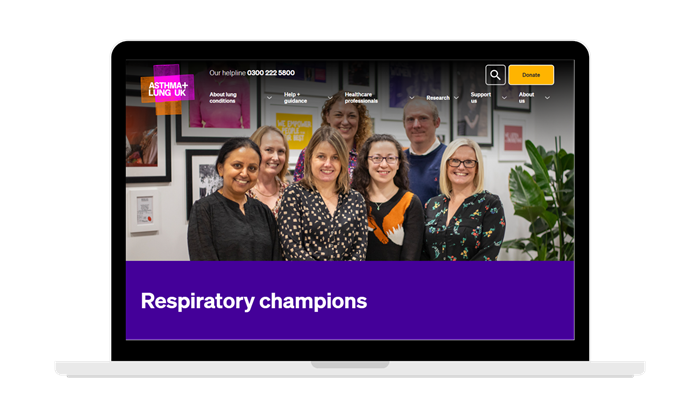 Our helpline 0300 222 5800
Donate
ASTHMA+
LUNG UK
About lung
conditions
Help +
guidance
Healthcare
professionals
Research
Support
us
About
us
Respiratory champions